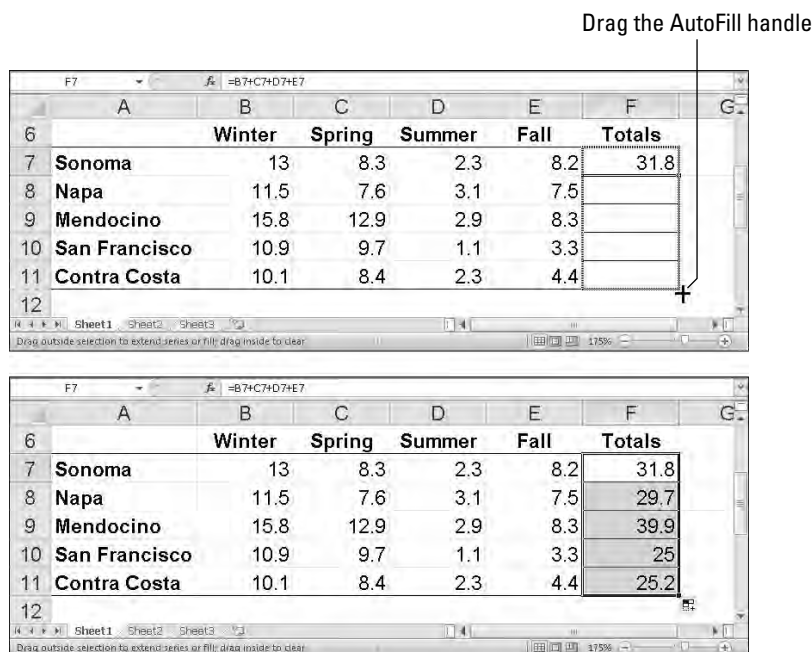 Drag the AutoFill handle
F7 fx =B7+C7+D7+E7
A B C D E F G
6 Winter Spring Summer Fall Totals
7 Sonoma 13 8.3 2.3 8.2 31.8
8 Napa 11.5 7.6 3.1 7.5
9 Mendocino 15.8 12.9 2.9 8.3
10 San Francisco 10.9 9.7 1.1 3.3
11 Contra Costa 10.1 8.4 2.3 4.4
12
Sheet1 Sheet2 Sheet3
Drag outside selection to extend series or fill; drag inside to clear 175%
F7 fx =B7+C7+D7+E7
A B C D E F G
6 Winter Spring Summer Fall Totals
7 Sonoma 13 8.3 2.3 8.2 31.8
8 Napa 11.5 7.6 3.1 7.5 29.7
9 Mendocino 15.8 12.9 2.9 8.3 39.9
10 San Francisco 10.9 9.7 1.1 3.3 25
11 Contra Costa 10.1 8.4 2.3 4.4 25.2
12
Sheet1 Sheet2 Sheet3
Drag outside selection to extend series or fill; drag inside to clear 175%